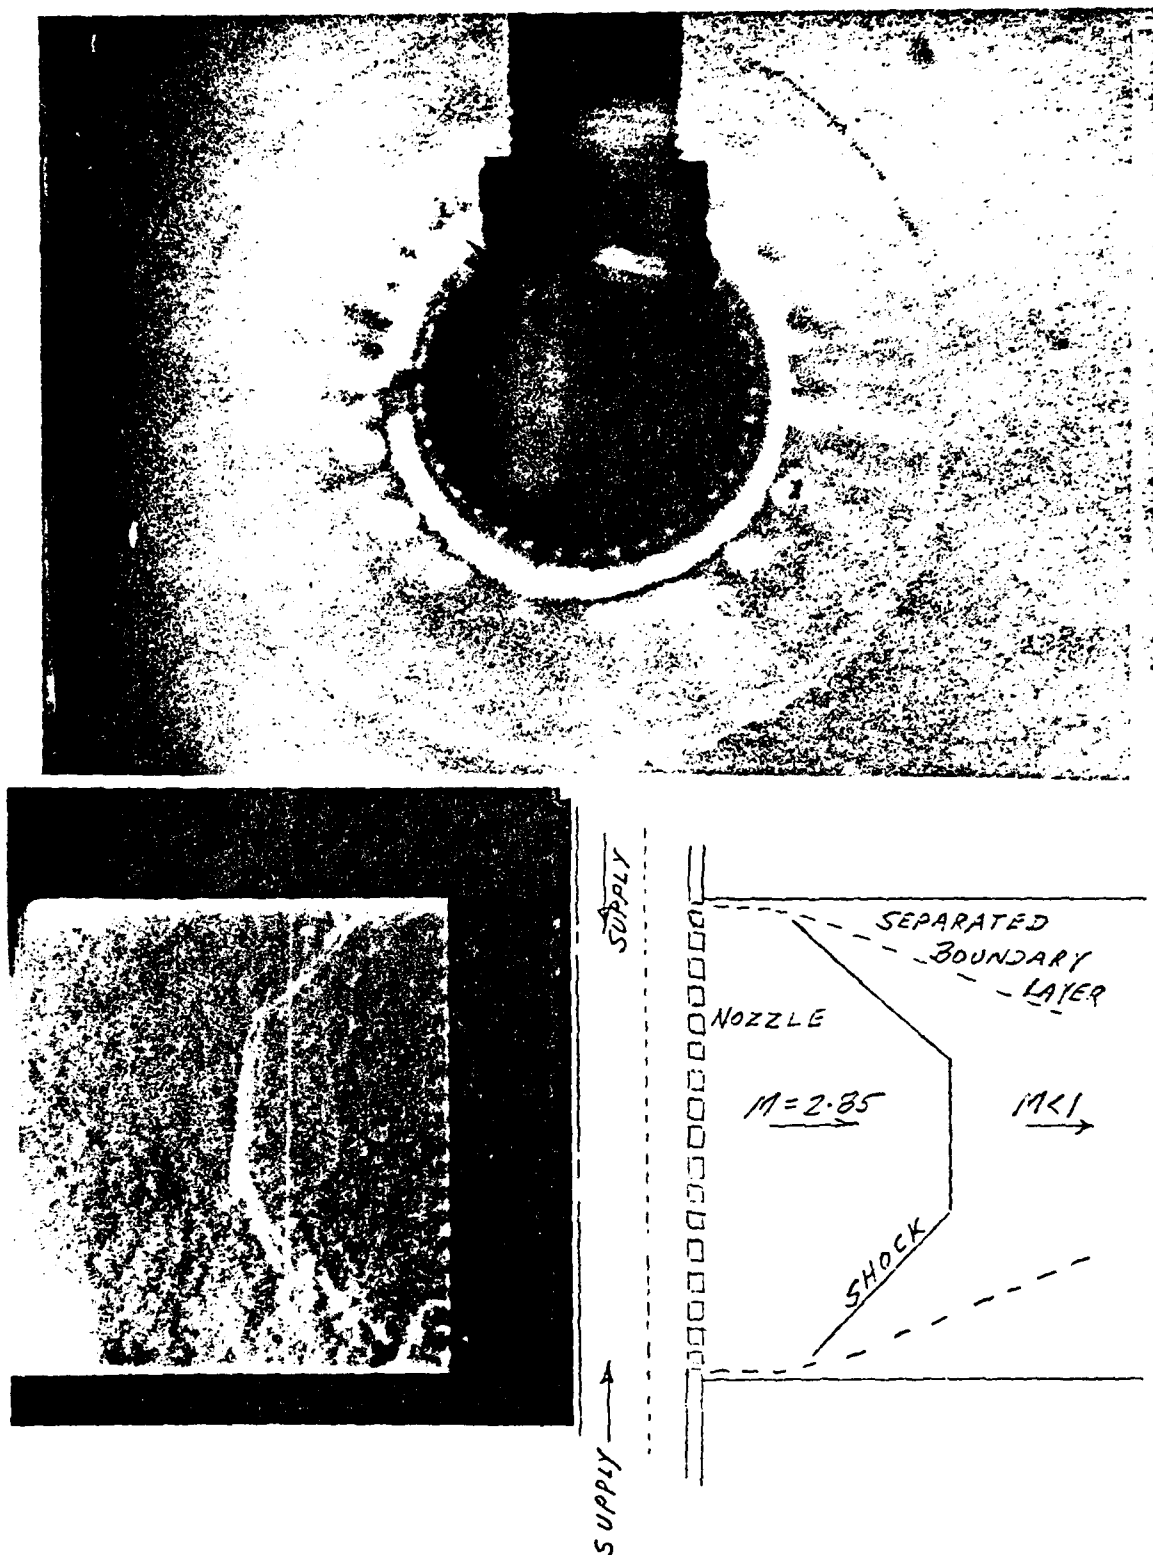 SUPPLY
SEPARATED
BOUNDARY
LAYER
NOZZLE
M=2.85
M<1
SHOCK
SUPPLY